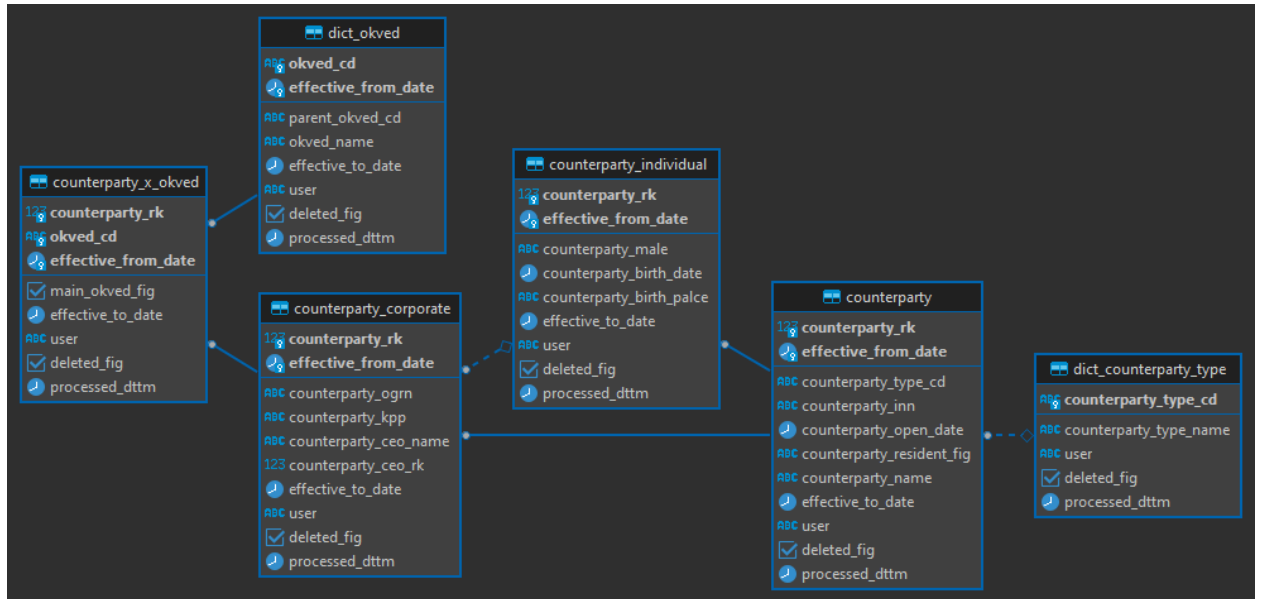 dict_okved
okved_cd
effective_from_date
parent_okved_cd
okved_name
effective_to_date
user
deleted_fig
processed_dttm
counterparty_x_okved
counterparty_rk
okved_cd
effective_from_date
main_okved_fig
effective_to_date
user
deleted_fig
processed_dttm
counterparty_corporate
counterparty_rk
effective_from_date
counterparty_ogrn
counterparty_kpp
counterparty_ceo_name
counterparty_ceo_rk
effective_to_date
user
deleted_fig
processed_dttm
counterparty_individual
counterparty_rk
effective_from_date
counterparty_male
counterparty_birth_date
counterparty_birth_palce
effective_to_date
user
deleted_fig
processed_dttm
counterparty
counterparty_rk
effective_from_date
counterparty_type_cd
counterparty_inn
counterparty_open_date
counterparty_resident_fig
counterparty_name
effective_to_date
user
deleted_fig
processed_dttm
dict_counterparty_type
counterparty_type_cd
counterparty_type_name
user
deleted_fig
processed_dttm